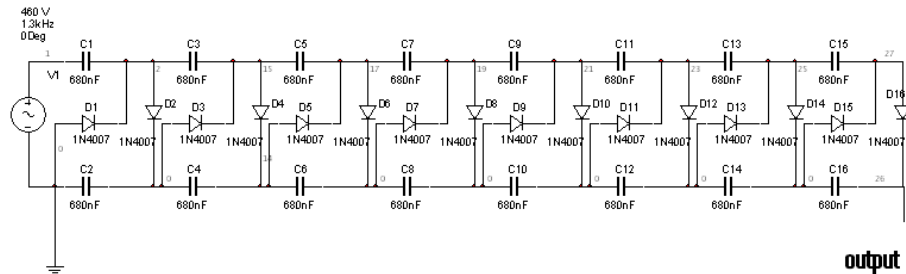 460 V
1.3kHz
0Deg
V1
1
C1 C3 C5 C7 C9 C11 C13 C15
27
2 15 17 19 21 23 25
680nF 680nF 680nF 680nF 680nF 680nF 680nF 680nF
D1 D2 D3 D4 D5 D6 D7 D8 D9 D10 D11 D12 D13 D14 D15 D16
1N4007 1N4007 1N4007 1N4007 1N4007 1N4007 1N4007 1N4007 1N4007 1N4007 1N4007 1N4007 1N4007 1N4007 1N4007 1N4007
0 14
C2 C4 C6 C8 C10 C12 C14 C16
0 0 0 0 0 0 26
680nF 680nF 680nF 680nF 680nF 680nF 680nF 680nF
output